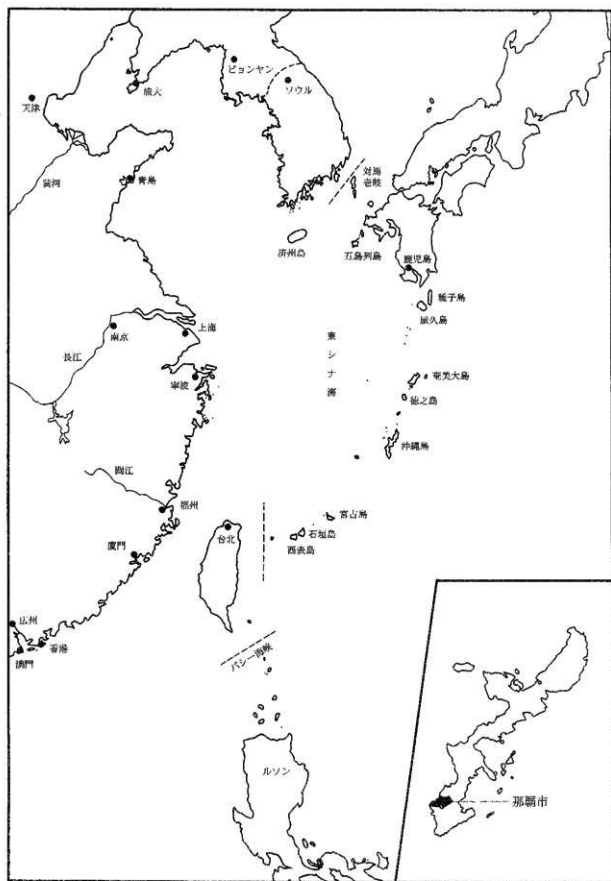 ピョンヤン
ソウル
天津
旅大
黄河
青島
対馬
壱岐
済州島
五島列島
鹿児島
種子島
屋久島
南京
上海
東シナ海
長江
寧波
奄美大島
徳之島
沖縄島
閩江
福州
宮古島
台北
石垣島
西表島
廈門
広州
香港
澳門
バシー海峡
ルソン
那覇市